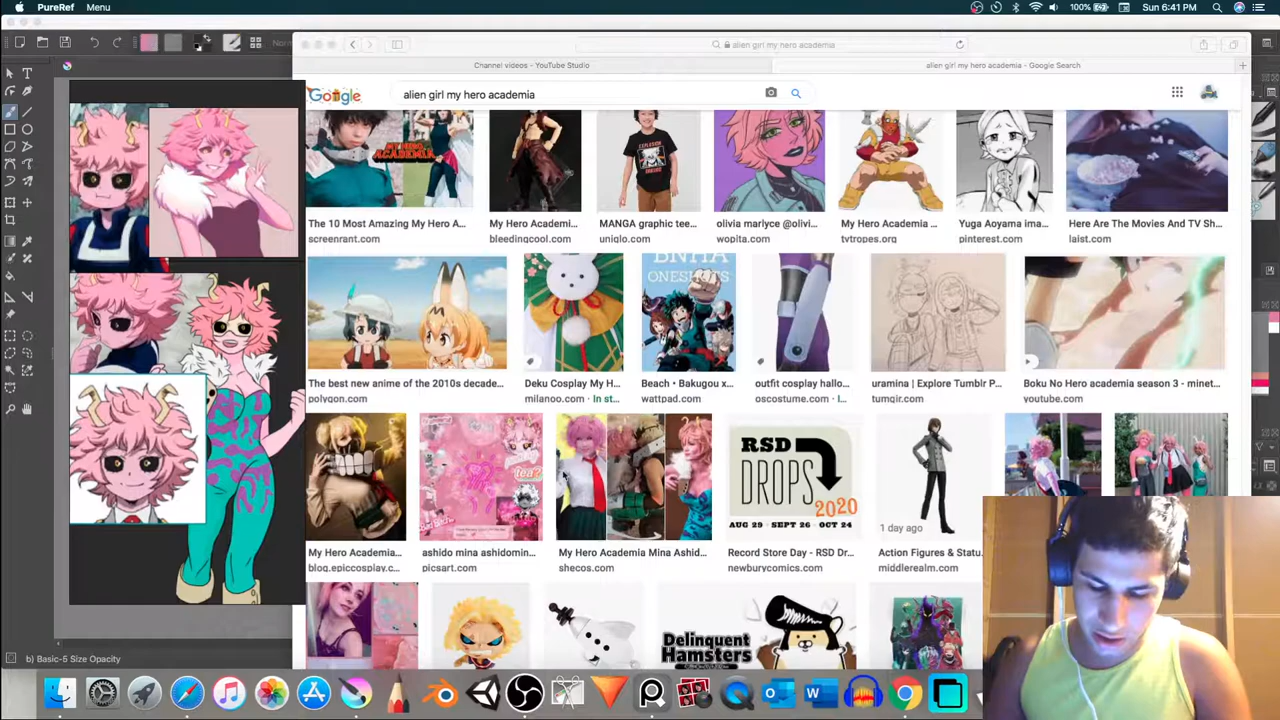 PureRef Menu 100% Sun 6:41 PM
alien girl my hero academia
Channel videos - YouTube Studio
alien girl my hero academia - Google Search
Google
alien girl my hero academia
MY HERO ACADEMIA
The 10 Most Amazing My Hero A...
screenrant.com
My Hero Academi...
bleedingcool.com
MANGA graphic tee...
uniqlo.com
olivia marlyce @olivi...
wopita.com
My Hero Academia ...
tvtropes.org
Yuga Aoyama ima...
pinterest.com
Here Are The Movies And TV Sh...
laist.com
BNHA
ONESHOTS
The best new anime of the 2010s decade...
polygon.com
Deku Cosplay My H...
milanoo.com · In st...
Beach • Bakugou x...
wattpad.com
outfit cosplay hallo...
oscostume.com · I...
uramina | Explore Tumblr P...
tumgir.com
Boku No Hero academia season 3 - minet...
youtube.com
RSD
DROPS
2020
AUG 29 · SEPT 26 · OCT 24
1 day ago
My Hero Academia...
blog.epiccosplay.c...
ashido mina ashidomin...
picsart.com
My Hero Academia Mina Ashid...
shecos.com
Record Store Day - RSD Dr...
newburycomics.com
Action Figures & Statu...
middlerealm.com
Delinquent
Hamsters
b) Basic-5 Size Opacity